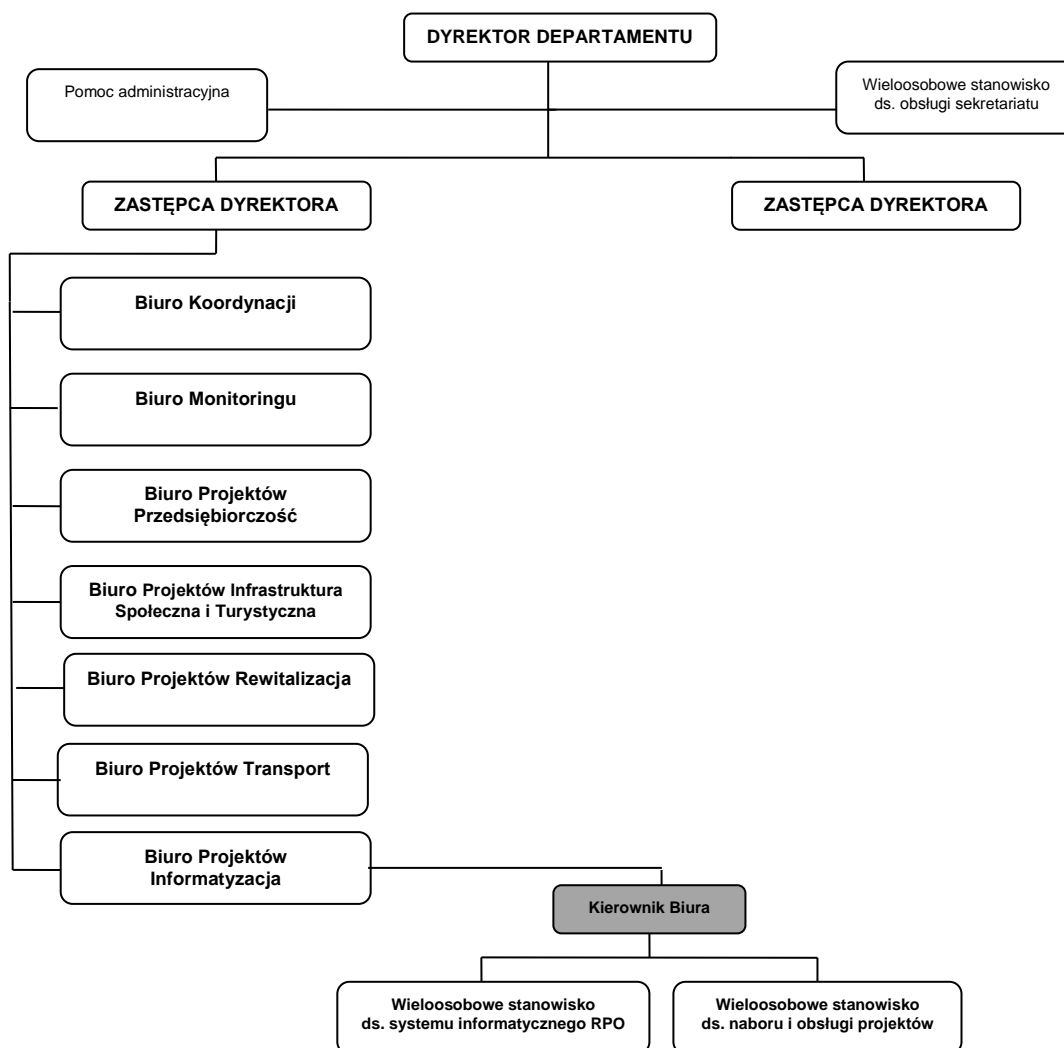 DYREKTOR DEPARTAMENTU
Pomoc administracyjna
Wieloosobowe stanowisko
ds. obsługi sekretariatu
ZASTĘPCA DYREKTORA
ZASTĘPCA DYREKTORA
Biuro Koordynacji
Biuro Monitoringu
Biuro Projektów
Przedsiębiorczość
Biuro Projektów Infrastruktura
Społeczna i Turystyczna
Biuro Projektów Rewitalizacja
Biuro Projektów Transport
Biuro Projektów
Informatyzacja
Kierownik Biura
Wieloosobowe stanowisko
ds. systemu informatycznego RPO
Wieloosobowe stanowisko
ds. naboru i obsługi projektów